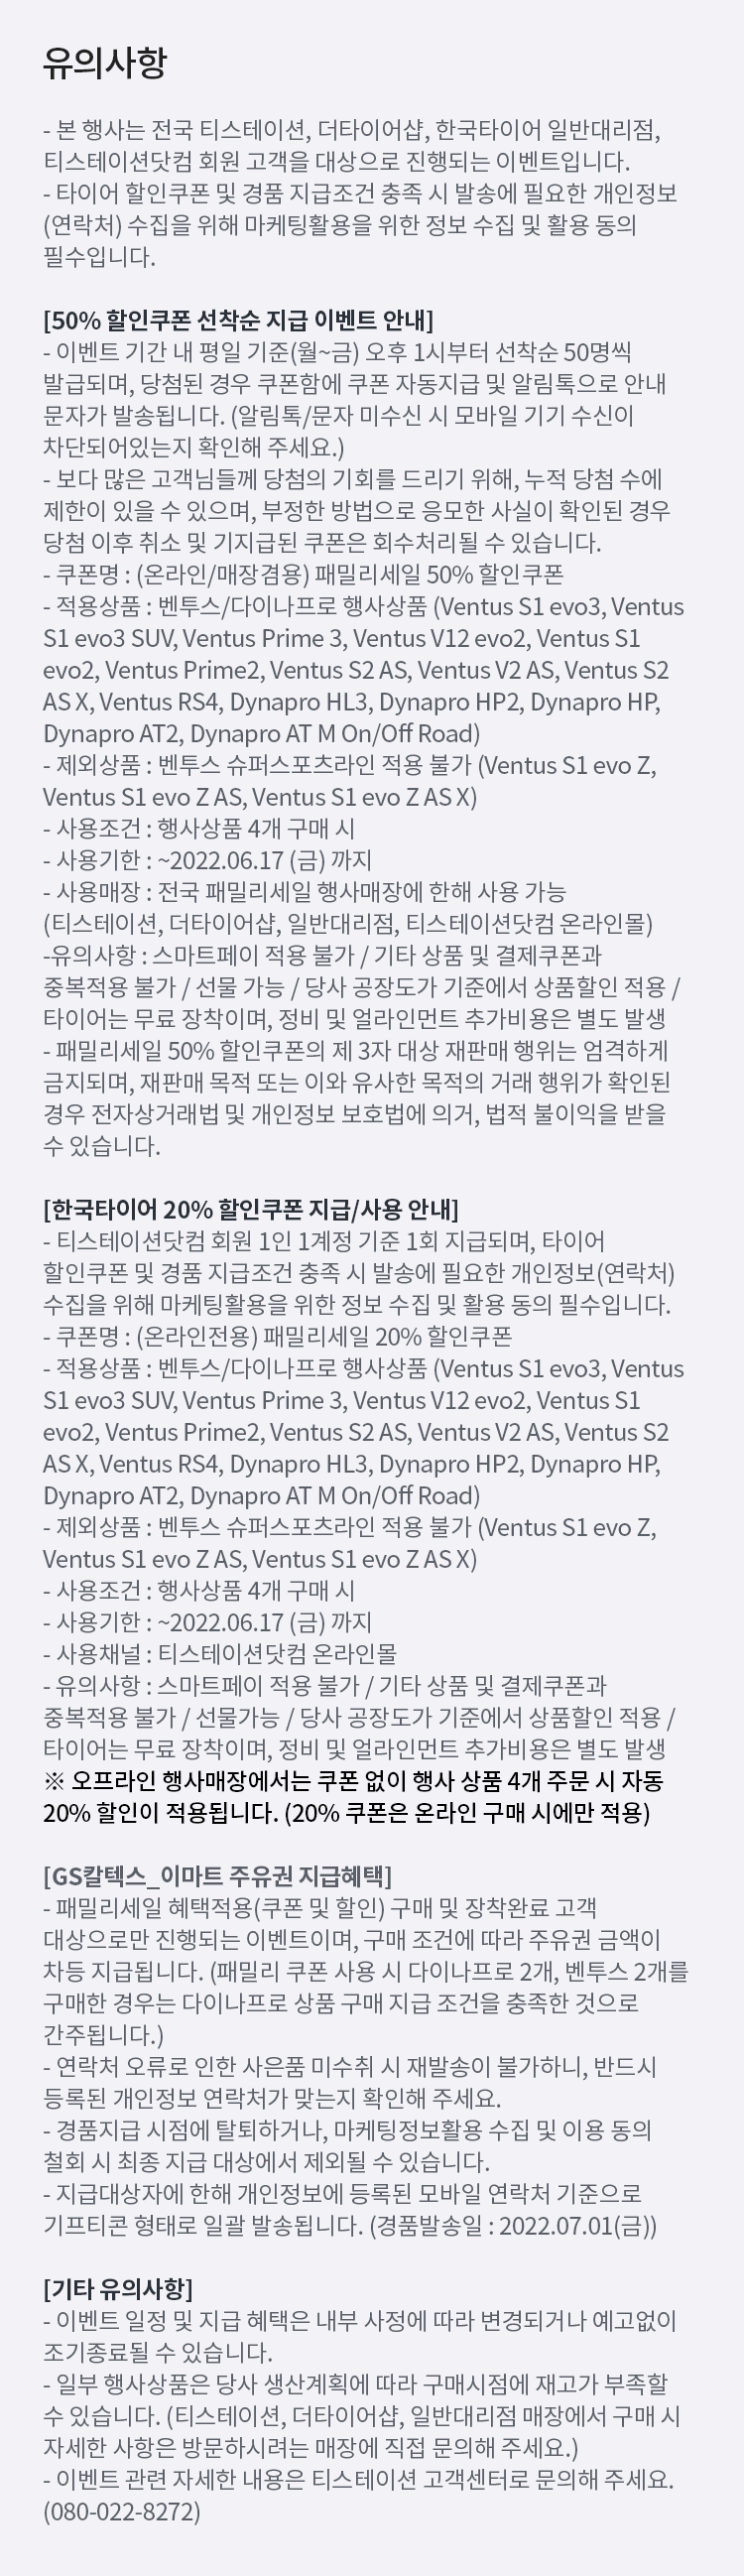 유의사항
- 본 행사는 전국 티스테이션, 더타이어샵, 한국타이어 일반대리점,
티스테이션닷컴 회원 고객을 대상으로 진행되는 이벤트입니다.
- 타이어 할인쿠폰 및 경품 지급조건 충족 시 발송에 필요한 개인정보
(연락처) 수집을 위해 마케팅활용을 위한 정보 수집 및 활용 동의
필수입니다.
[50% 할인쿠폰 선착순 지급 이벤트 안내]
- 이벤트 기간 내 평일 기준(월~금) 오후 1시부터 선착순 50명씩
발급되며, 당첨된 경우 쿠폰함에 쿠폰 자동지급 및 알림톡으로 안내
문자가 발송됩니다. (알림톡/문자 미수신 시 모바일 기기 수신이
차단되어있는지 확인해 주세요.)
- 보다 많은 고객님들께 당첨의 기회를 드리기 위해, 누적 당첨 수에
제한이 있을 수 있으며, 부정한 방법으로 응모한 사실이 확인된 경우
당첨 이후 취소 및 기지급된 쿠폰은 회수처리될 수 있습니다.
- 쿠폰명 : (온라인/매장겸용) 패밀리세일 50% 할인쿠폰
- 적용상품 : 벤투스/다이나프로 행사상품 (Ventus S1 evo3, Ventus
S1 evo3 SUV, Ventus Prime 3, Ventus V12 evo2, Ventus S1
evo2, Ventus Prime2, Ventus S2 AS, Ventus V2 AS, Ventus S2
AS X, Ventus RS4, Dynapro HL3, Dynapro HP2, Dynapro HP,
Dynapro AT2, Dynapro AT M On/Off Road)
- 제외상품 : 벤투스 슈퍼스포츠라인 적용 불가 (Ventus S1 evo Z,
Ventus S1 evo Z AS, Ventus S1 evo Z AS X)
- 사용조건 : 행사상품 4개 구매 시
- 사용기한 : ~2022.06.17 (금) 까지
- 사용매장 : 전국 패밀리세일 행사매장에 한해 사용 가능
(티스테이션, 더타이어샵, 일반대리점, 티스테이션닷컴 온라인몰)
-유의사항 : 스마트페이 적용 불가 / 기타 상품 및 결제쿠폰과
중복적용 불가 / 선물 가능 / 당사 공장도가 기준에서 상품할인 적용 /
타이어는 무료 장착이며, 정비 및 얼라인먼트 추가비용은 별도 발생
- 패밀리세일 50% 할인쿠폰의 제 3자 대상 재판매 행위는 엄격하게
금지되며, 재판매 목적 또는 이와 유사한 목적의 거래 행위가 확인된
경우 전자상거래법 및 개인정보 보호법에 의거, 법적 불이익을 받을
수 있습니다.
[한국타이어 20% 할인쿠폰 지급/사용 안내]
- 티스테이션닷컴 회원 1인 1계정 기준 1회 지급되며, 타이어
할인쿠폰 및 경품 지급조건 충족 시 발송에 필요한 개인정보(연락처)
수집을 위해 마케팅활용을 위한 정보 수집 및 활용 동의 필수입니다.
- 쿠폰명 : (온라인전용) 패밀리세일 20% 할인쿠폰
- 적용상품 : 벤투스/다이나프로 행사상품 (Ventus S1 evo3, Ventus
S1 evo3 SUV, Ventus Prime 3, Ventus V12 evo2, Ventus S1
evo2, Ventus Prime2, Ventus S2 AS, Ventus V2 AS, Ventus S2
AS X, Ventus RS4, Dynapro HL3, Dynapro HP2, Dynapro HP,
Dynapro AT2, Dynapro AT M On/Off Road)
- 제외상품 : 벤투스 슈퍼스포츠라인 적용 불가 (Ventus S1 evo Z,
Ventus S1 evo Z AS, Ventus S1 evo Z AS X)
- 사용조건 : 행사상품 4개 구매 시
- 사용기한 : ~2022.06.17 (금) 까지
- 사용채널 : 티스테이션닷컴 온라인몰
- 유의사항 : 스마트페이 적용 불가 / 기타 상품 및 결제쿠폰과
중복적용 불가 / 선물가능 / 당사 공장도가 기준에서 상품할인 적용 /
타이어는 무료 장착이며, 정비 및 얼라인먼트 추가비용은 별도 발생
※ 오프라인 행사매장에서는 쿠폰 없이 행사 상품 4개 주문 시 자동
20% 할인이 적용됩니다. (20% 쿠폰은 온라인 구매 시에만 적용)
[GS칼텍스_이마트 주유권 지급혜택]
- 패밀리세일 혜택적용(쿠폰 및 할인) 구매 및 장착완료 고객
대상으로만 진행되는 이벤트이며, 구매 조건에 따라 주유권 금액이
차등 지급됩니다. (패밀리 쿠폰 사용 시 다이나프로 2개, 벤투스 2개를
구매한 경우는 다이나프로 상품 구매 지급 조건을 충족한 것으로
간주됩니다.)
- 연락처 오류로 인한 사은품 미수취 시 재발송이 불가하니, 반드시
등록된 개인정보 연락처가 맞는지 확인해 주세요.
- 경품지급 시점에 탈퇴하거나, 마케팅정보활용 수집 및 이용 동의
철회 시 최종 지급 대상에서 제외될 수 있습니다.
- 지급대상자에 한해 개인정보에 등록된 모바일 연락처 기준으로
기프티콘 형태로 일괄 발송됩니다. (경품발송일 : 2022.07.01(금))
[기타 유의사항]
- 이벤트 일정 및 지급 혜택은 내부 사정에 따라 변경되거나 예고없이
조기종료될 수 있습니다.
- 일부 행사상품은 당사 생산계획에 따라 구매시점에 재고가 부족할
수 있습니다. (티스테이션, 더타이어샵, 일반대리점 매장에서 구매 시
자세한 사항은 방문하시려는 매장에 직접 문의해 주세요.)
- 이벤트 관련 자세한 내용은 티스테이션 고객센터로 문의해 주세요.
(080-022-8272)